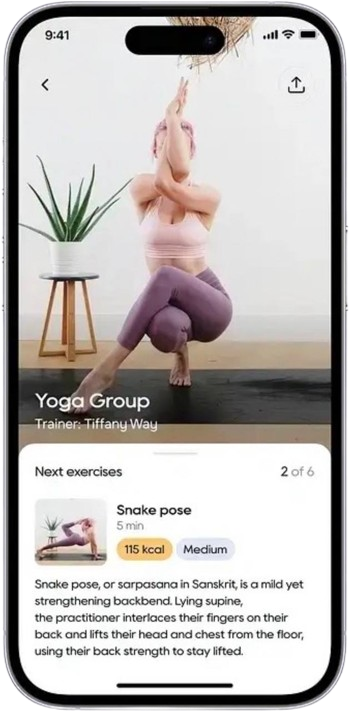 9:41
Yoga Group
Trainer: Tiffany Way
Next exercises
2 of 6
Snake pose
5 min
115 kcal
Medium
Snake pose, or sarpasana in Sanskrit, is a mild yet
strengthening backbend. Lying supine,
the practitioner interlaces their fingers on their
back and lifts their head and chest from the floor,
using their back strength to stay lifted.